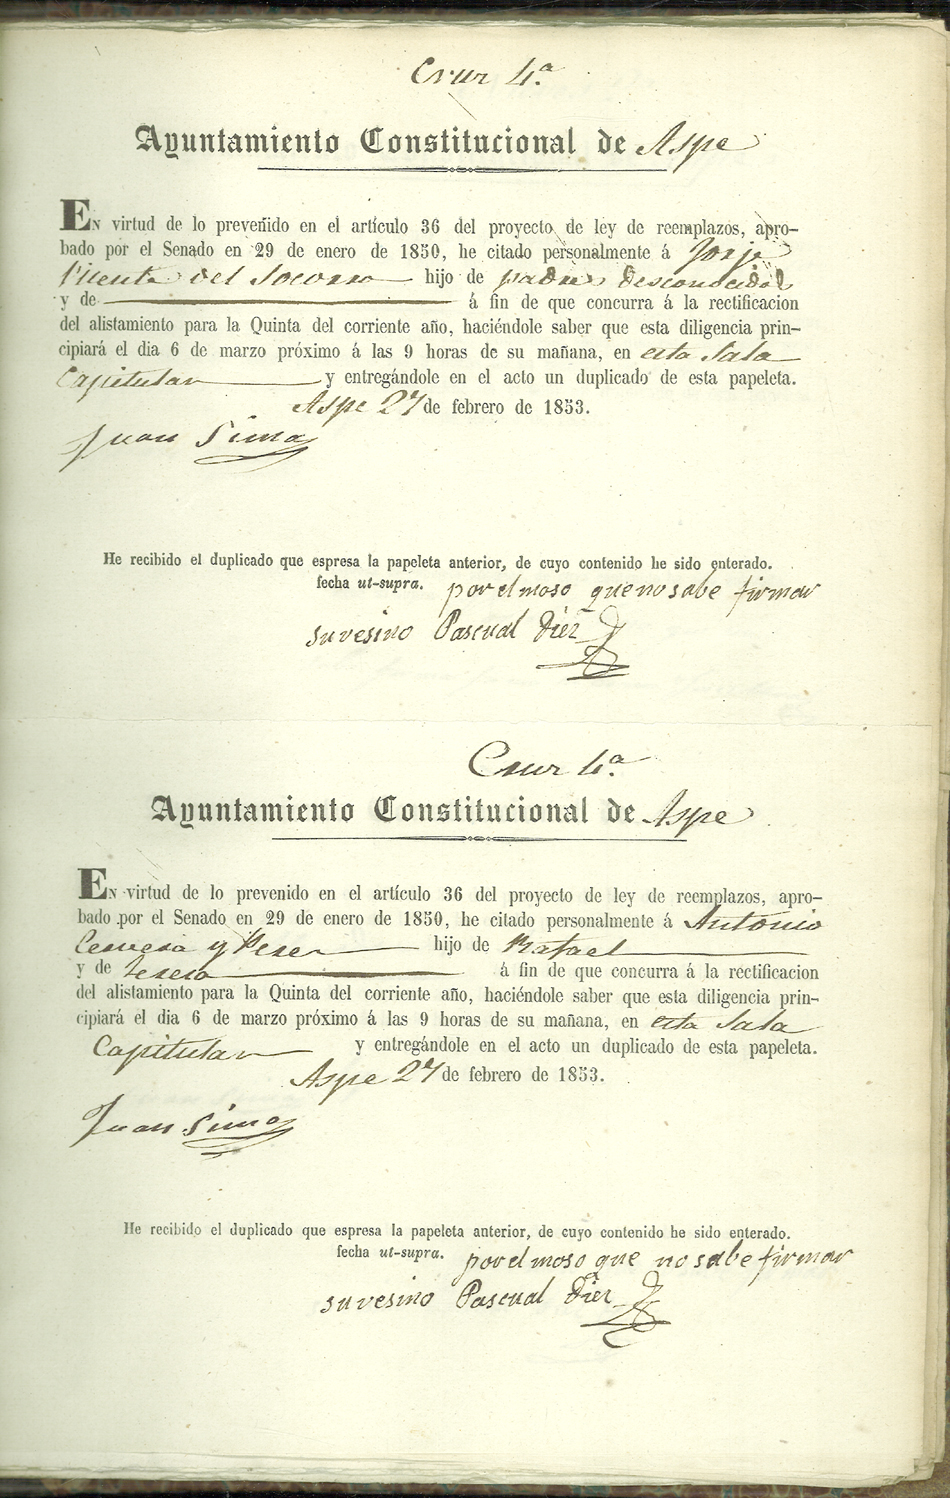 Cruz 4.ª
Ayuntamiento Constitucional de Aspe
EN virtud de lo prevenido en el artículo 36 del proyecto de ley de reemplazos, apro-
bado por el Senado en 29 de enero de 1850, he citado personalmente á Jorje
Vicente del Socorro hijo de padres desconocidos
y de á fin de que concurra á la rectificacion
del alistamiento para la Quinta del corriente año, haciéndole saber que esta diligencia prin-
cipiará el dia 6 de marzo próximo á las 9 horas de su mañana, en esta Sala
Capitular y entregándole en el acto un duplicado de esta papeleta.
Aspe 27 de febrero de 1853.
Juan Sima
He recibido el duplicado que espresa la papeleta anterior, de cuyo contenido he sido enterado.
fecha ut-supra. por el moso que no sabe firmar
su vesino Pascual Diez
Cruz 4.ª
Ayuntamiento Constitucional de Aspe
EN virtud de lo prevenido en el artículo 36 del proyecto de ley de reemplazos, apro-
bado por el Senado en 29 de enero de 1850, he citado personalmente á Antonio
y Perez hijo de Rafael
y de Teresa á fin de que concurra á la rectificacion
del alistamiento para la Quinta del corriente año, haciéndole saber que esta diligencia prin-
cipiará el dia 6 de marzo próximo á las 9 horas de su mañana, en esta Sala
Capitular y entregándole en el acto un duplicado de esta papeleta.
Aspe 27 de febrero de 1853.
Juan Sima
He recibido el duplicado que espresa la papeleta anterior, de cuyo contenido he sido enterado.
fecha ut-supra. por el moso que no sabe firmar
su vesino Pascual Diez